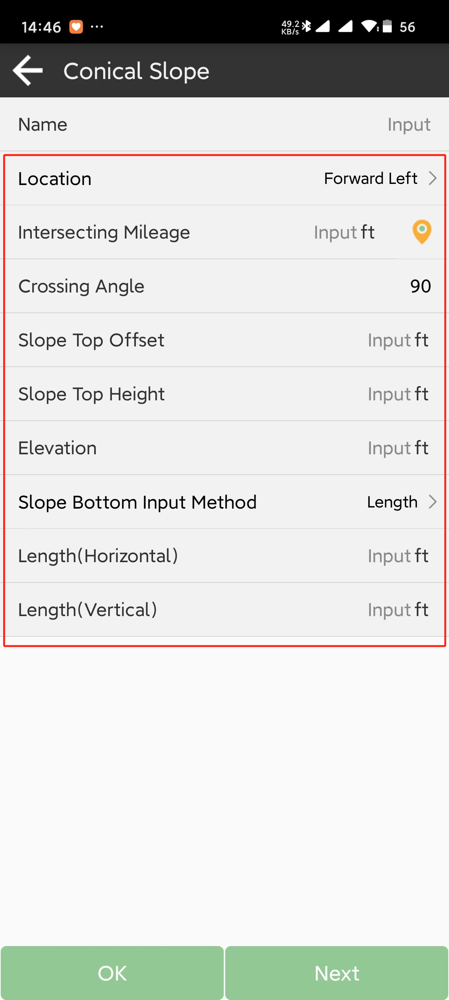 14:46 ... 49.2 KB/s 56
Conical Slope
Name Input
Location Forward Left
Intersecting Mileage Input ft
Crossing Angle 90
Slope Top Offset Input ft
Slope Top Height Input ft
Elevation Input ft
Slope Bottom Input Method Length
Length(Horizontal) Input ft
Length(Vertical) Input ft
OK Next